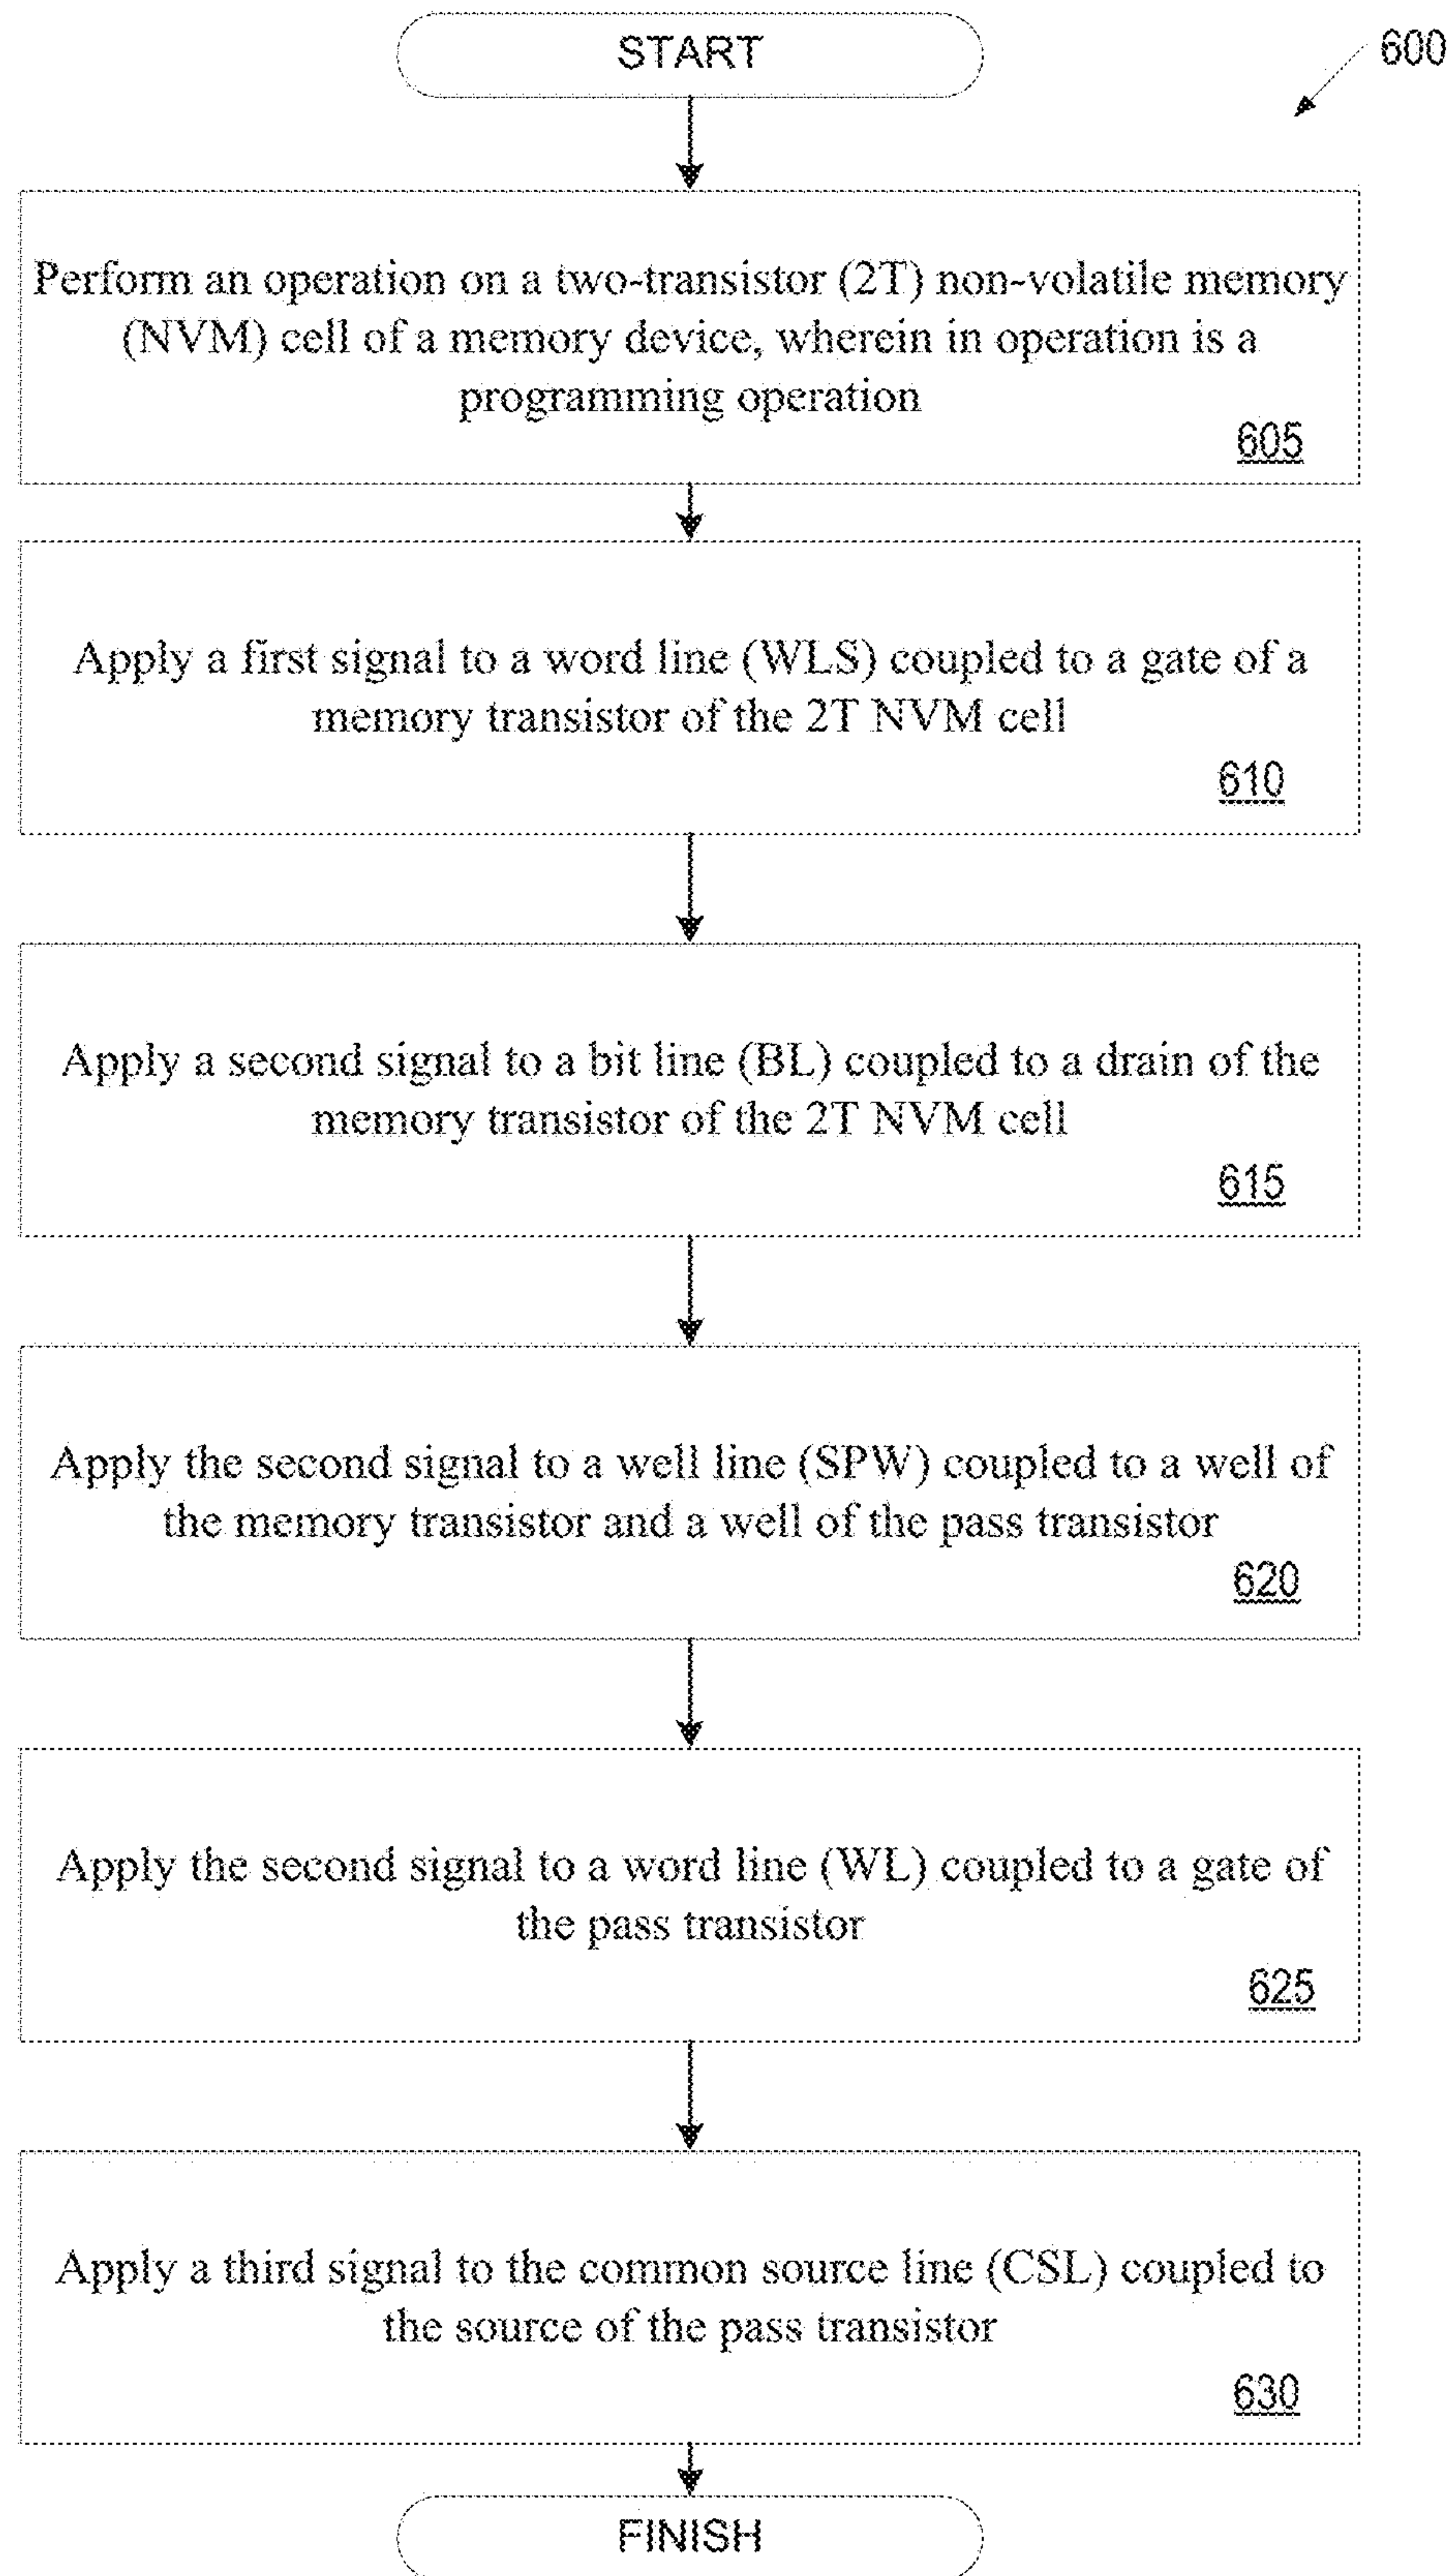 START
600
Perform an operation on a two-transistor (2T) non-volatile memory
(NVM) cell of a memory device, wherein in operation is a
programming operation
605
Apply a first signal to a word line (WLS) coupled to a gate of a
memory transistor of the 2T NVM cell
610
Apply a second signal to a bit line (BL) coupled to a drain of the
memory transistor of the 2T NVM cell
615
Apply the second signal to a well line (SPW) coupled to a well of
the memory transistor and a well of the pass transistor
620
Apply the second signal to a word line (WL) coupled to a gate of
the pass transistor
625
Apply a third signal to the common source line (CSL) coupled to
the source of the pass transistor
630
FINISH